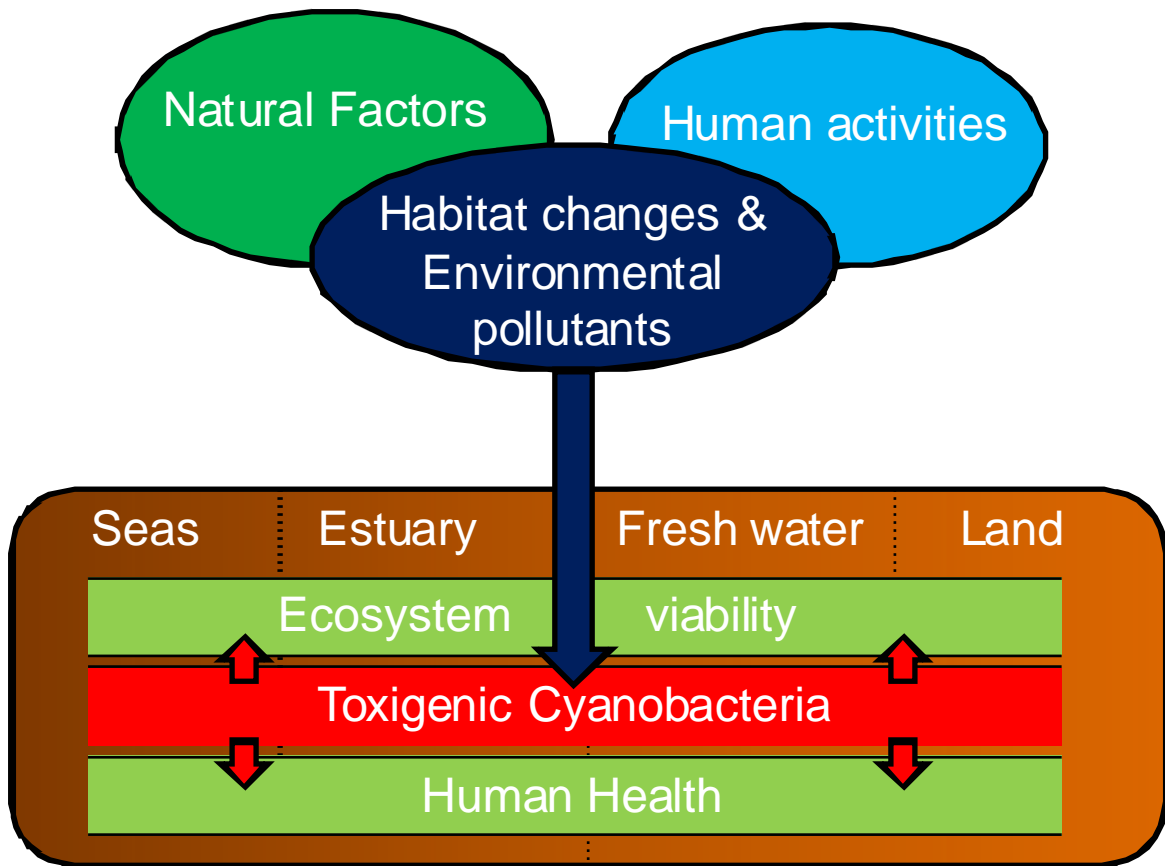 Natural Factors
Human activities
Habitat changes &
Environmental
pollutants
Seas
Estuary
Fresh water
Land
Ecosystem viability
Toxigenic Cyanobacteria
Human Health